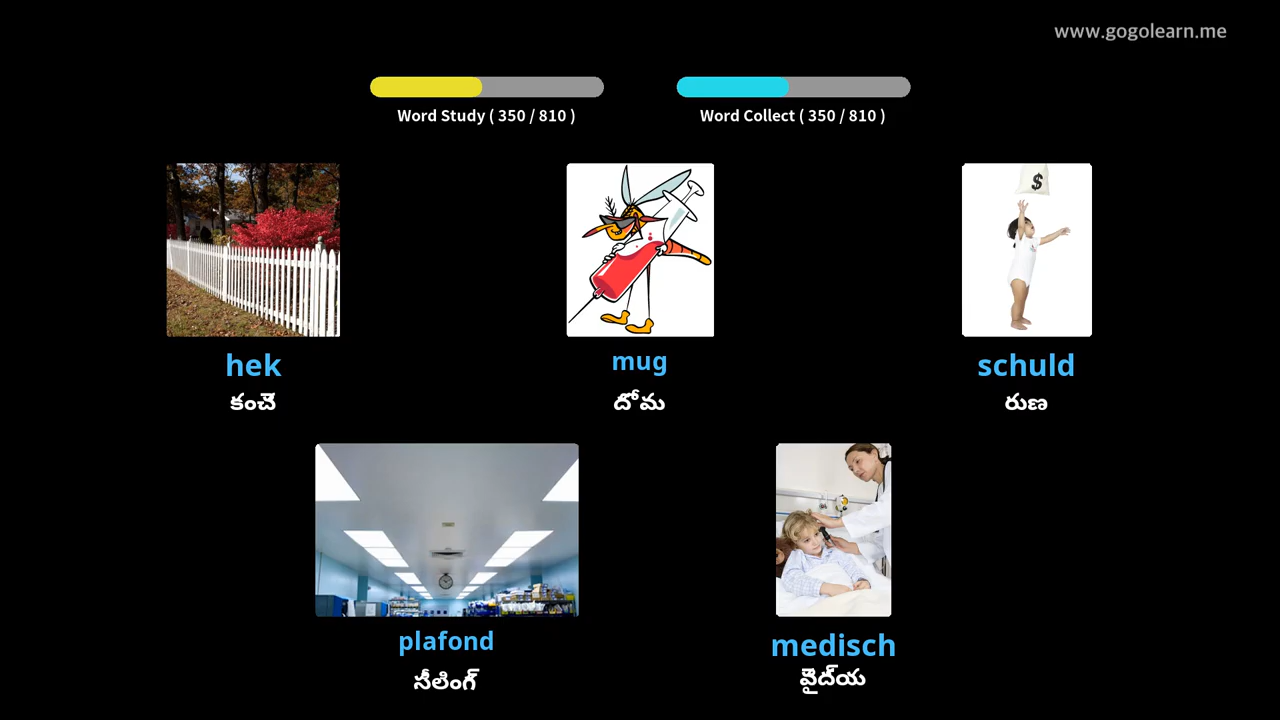 www.gogolearn.me
Word Study ( 350 / 810 )
Word Collect ( 350 / 810 )
$
hek
mug
schuld
కంచె
దోమ
రుణ
plafond
medisch
సీలింగ్
వైద్య